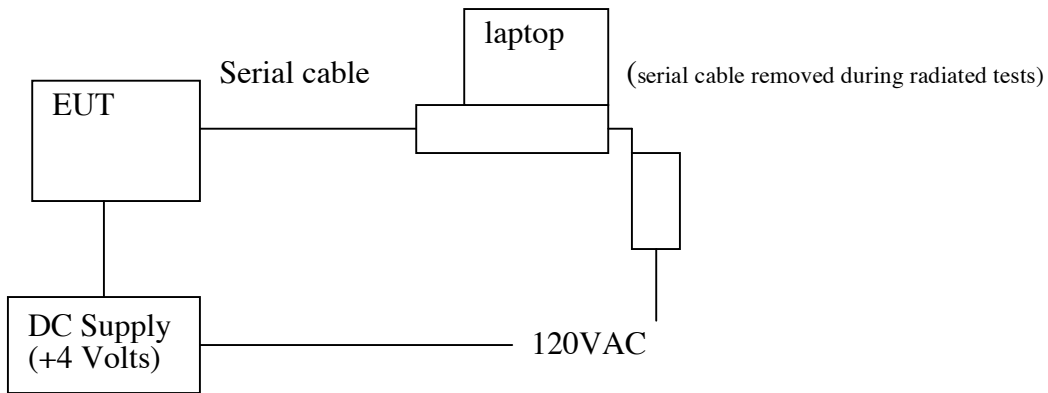 laptop
Serial cable
(serial cable removed during radiated tests)
EUT
DC Supply
(+4 Volts)
120VAC